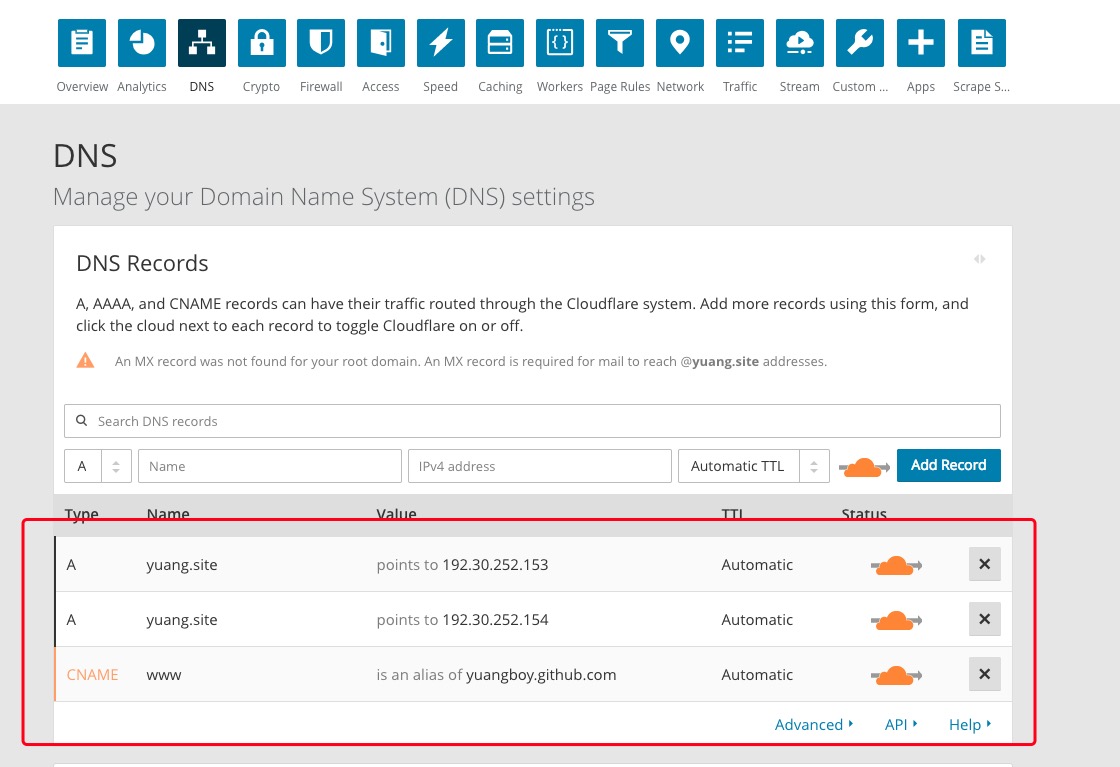 Overview Analytics DNS Crypto Firewall Access Speed Caching Workers Page Rules Network Traffic Stream Custom ... Apps Scrape S...
DNS
Manage your Domain Name System (DNS) settings
DNS Records
A, AAAA, and CNAME records can have their traffic routed through the Cloudflare system. Add more records using this form, and
click the cloud next to each record to toggle Cloudflare on or off.
An MX record was not found for your root domain. An MX record is required for mail to reach @yuang.site addresses.
Search DNS records
A Name IPv4 address Automatic TTL Add Record
Type Name Value TTL Status
A yuang.site points to 192.30.252.153 Automatic
A yuang.site points to 192.30.252.154 Automatic
CNAME www is an alias of yuangboy.github.com Automatic
Advanced API Help